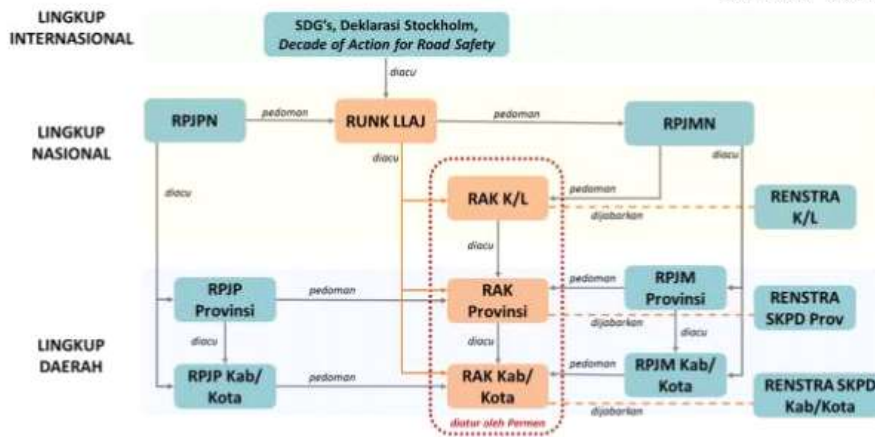 LINGKUP
INTERNASIONAL
SDG's, Deklarasi Stockholm,
Decade of Action for Road Safety
diacu
LINGKUP
NASIONAL
RPJPN
pedoman
RUNK LLAJ
pedoman
RPJMN
diacu
diacu
diacu
RAK K/L
pedoman
dijabarkan
RENSTRA
K/L
diacu
RPJP
Provinsi
pedoman
RAK
Provinsi
pedoman
RPJM
Provinsi
dijabarkan
RENSTRA
SKPD Prov
diacu
diacu
diacu
LINGKUP
DAERAH
RPJP Kab/
Kota
pedoman
RAK Kab/
Kota
pedoman
RPJM Kab/
Kota
dijabarkan
RENSTRA SKPD
Kab/Kota
diatur oleh Permen